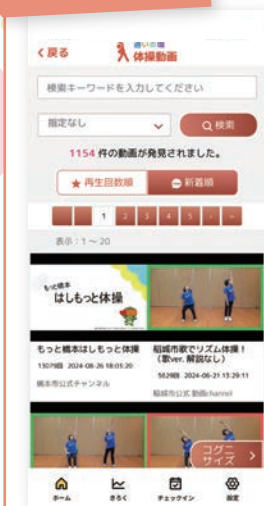 戻る
通いの場
体操動画
検索キーワードを入力してください
指定なし
検索
1154 件の動画が発見されました。
★ 再生回数順
新着順
1 2 3 4 5 › »
表示：1 ～ 20
もっと橋本
はしもっと体操
もっと橋本はしもっと体操
稲城市歌でリズム体操！
（歌ver. 解説なし）
15079回 2024-08-26 18:03:20
5829回 2024-06-21 15:29:11
橋本市公式チャンネル
稲城市公式 動画channel
コグニ
サイズ
ホーム
きろく
チェックイン
設定